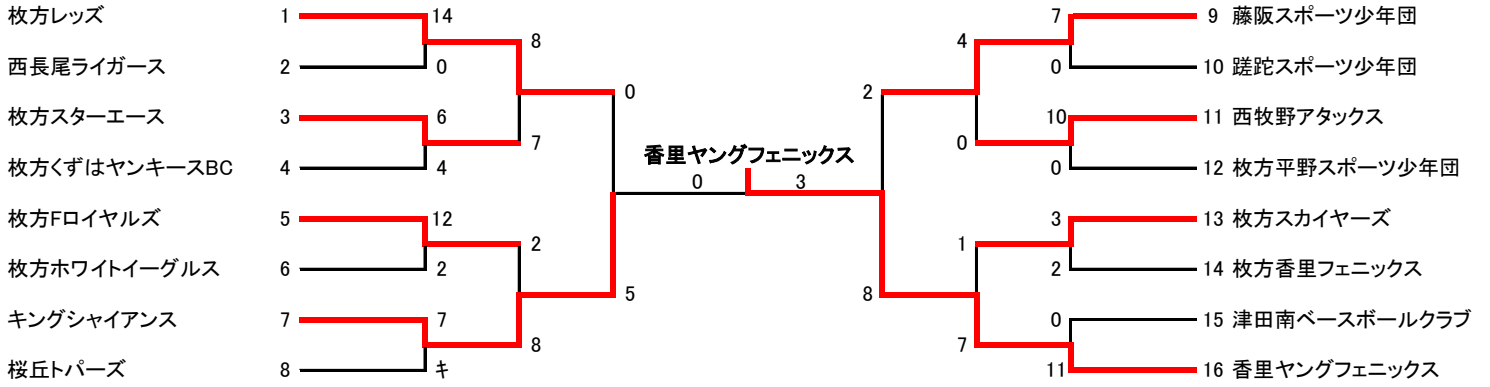 枚方レッズ 1 14 7 9 藤阪スポーツ少年団
8 4
西長尾ライガース 2 0 0 10 蹉跎スポーツ少年団
0 2
枚方スターエース 3 6 10 11 西牧野アタックス
7 0
香里ヤングフェニックス
枚方くずはヤンキースBC 4 4 0 12 枚方平野スポーツ少年団
0 3
枚方Fロイヤルズ 5 12 3 13 枚方スカイヤーズ
2 1
枚方ホワイトイーグルス 6 2 2 14 枚方香里フェニックス
5 8
キングシャイアンス 7 7 0 15 津田南ベースボールクラブ
8 7
桜丘トパーズ 8 キ 11 16 香里ヤングフェニックス